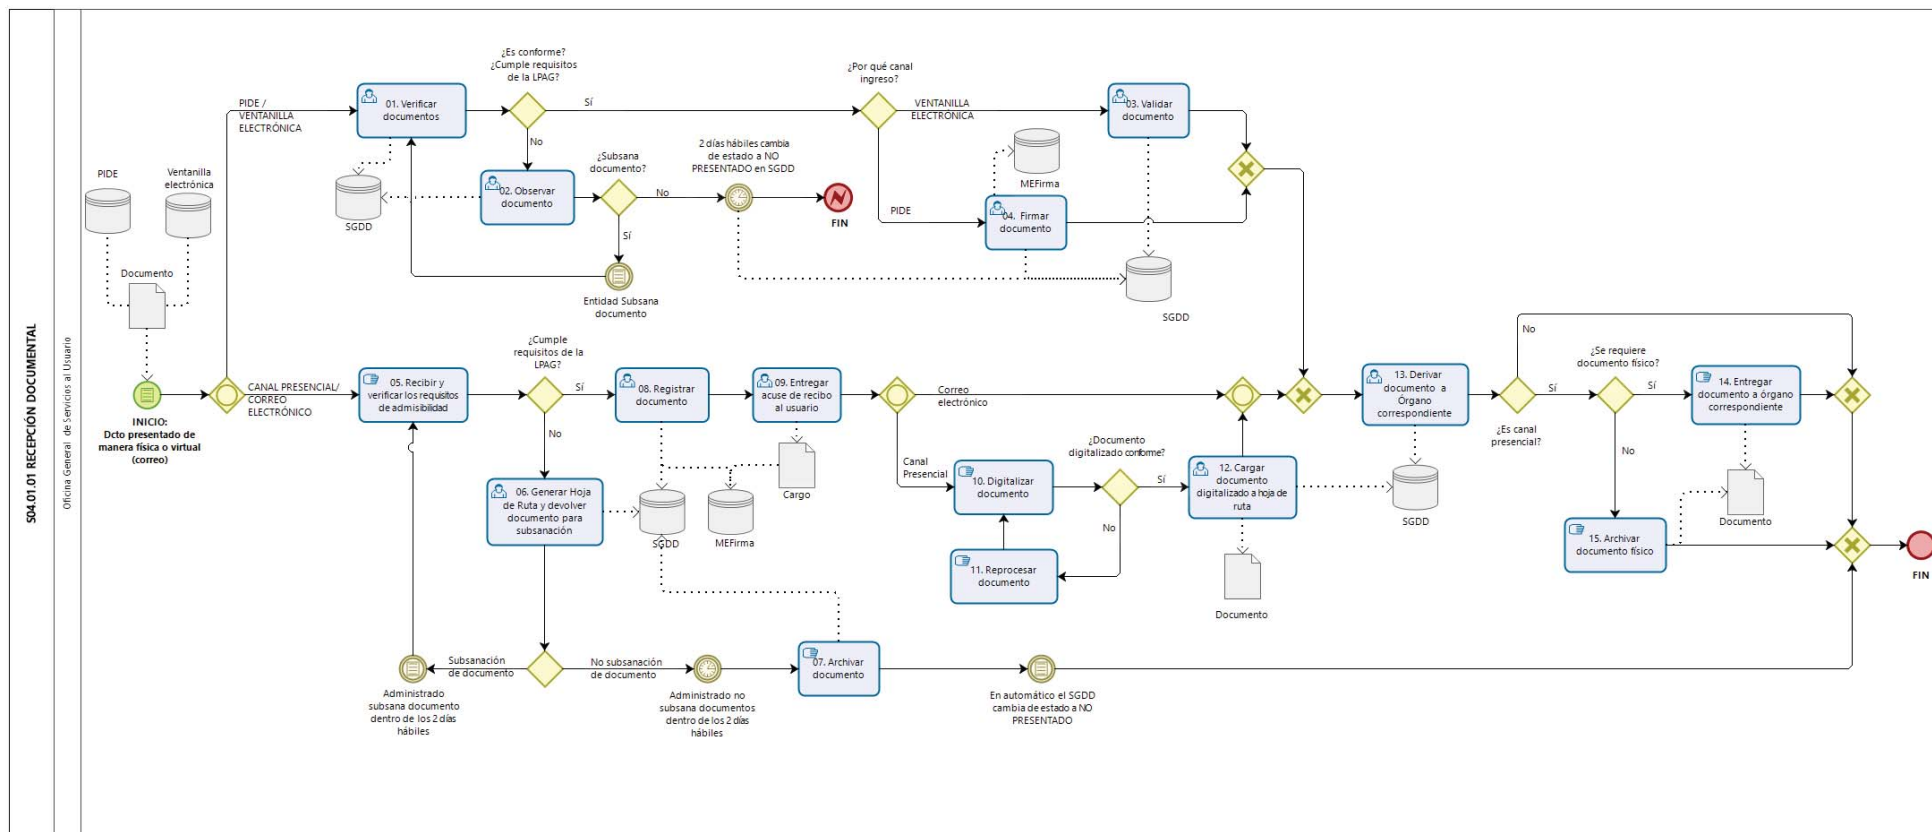 S04.01.01 RECEPCIÓN DOCUMENTAL
Oficina General de Servicios al Usuario
PIDE
Ventanilla
electrónica
Documento
INICIO:
Dcto presentado de
manera física o virtual
(correo)
PIDE /
VENTANILLA
ELECTRÓNICA
CANAL PRESENCIAL/
CORREO
ELECTRÓNICO
01. Verificar
documentos
SGDD
¿Es conforme?
¿Cumple requisitos
de la LPAG?
Sí
No
02. Observar
documento
¿Subsana
documento?
No
Sí
Entidad Subsana
documento
2 días hábiles cambia
de estado a NO
PRESENTADO en SGDD
FIN
¿Por qué canal
ingreso?
VENTANILLA
ELECTRÓNICA
PIDE
03. Validar
documento
MEFirma
04. Firmar
documento
SGDD
05. Recibir y
verificar los requisitos
de admisibilidad
¿Cumple
requisitos de la
LPAG?
Sí
No
06. Generar Hoja
de Ruta y devolver
documento para
subsanación
08. Registrar
documento
09. Entregar
acuse de recibo
al usuario
SGDD
MEFirma
Cargo
Correo
electrónico
Canal
Presencial
10. Digitalizar
documento
¿Documento
digitalizado conforme?
Sí
No
11. Reprocesar
documento
12. Cargar
documento
digitalizado a hoja de
ruta
Documento
SGDD
13. Derivar
documento a
Órgano
correspondiente
¿Es canal
presencial?
No
Sí
¿Se requiere
documento físico?
Sí
No
14. Entregar
documento a órgano
correspondiente
Documento
15. Archivar
documento físico
FIN
Subsanación
de documento
No subsanación
de documento
Administrado
subsana documento
dentro de los 2 días
hábiles
Administrado no
subsana documentos
dentro de los 2 días
hábiles
07. Archivar
documento
En automático el SGDD
cambia de estado a NO
PRESENTADO